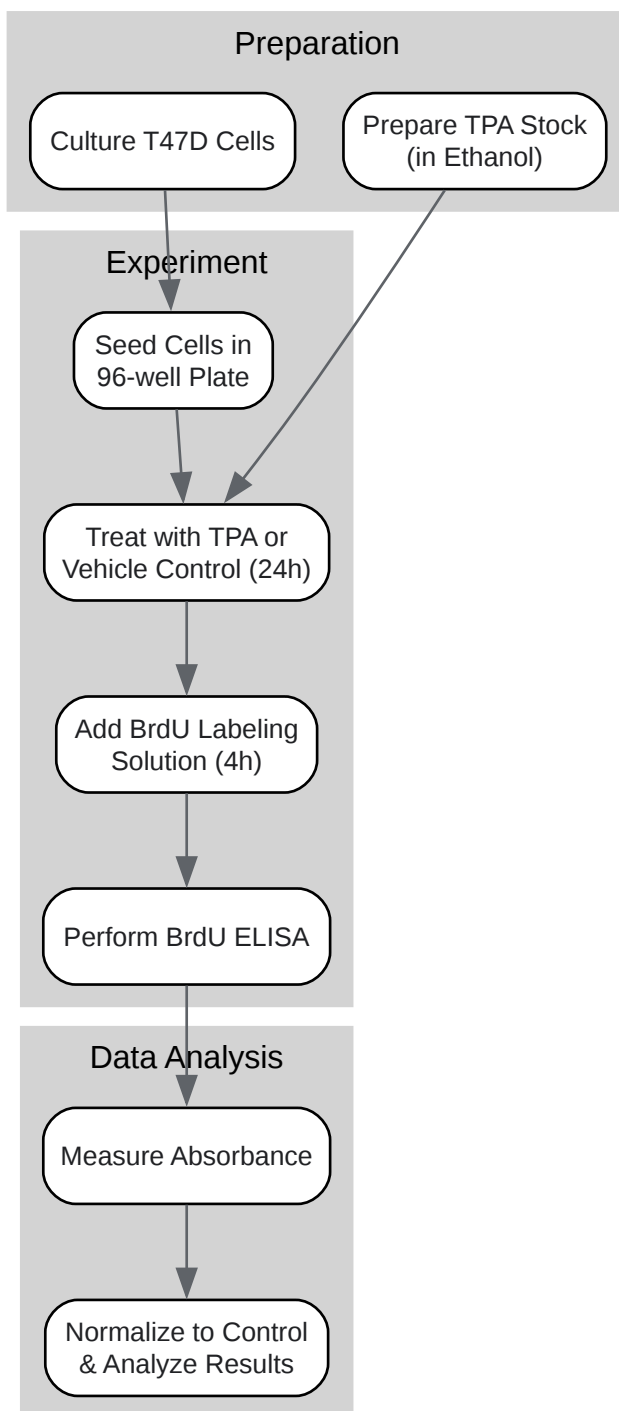 Preparation
Culture T47D Cells
Prepare TPA Stock
(in Ethanol)
Experiment
Seed Cells in
96-well Plate
Treat with TPA or
Vehicle Control (24h)
Add BrdU Labeling
Solution (4h)
Perform BrdU ELISA
Data Analysis
Measure Absorbance
Normalize to Control
& Analyze Results